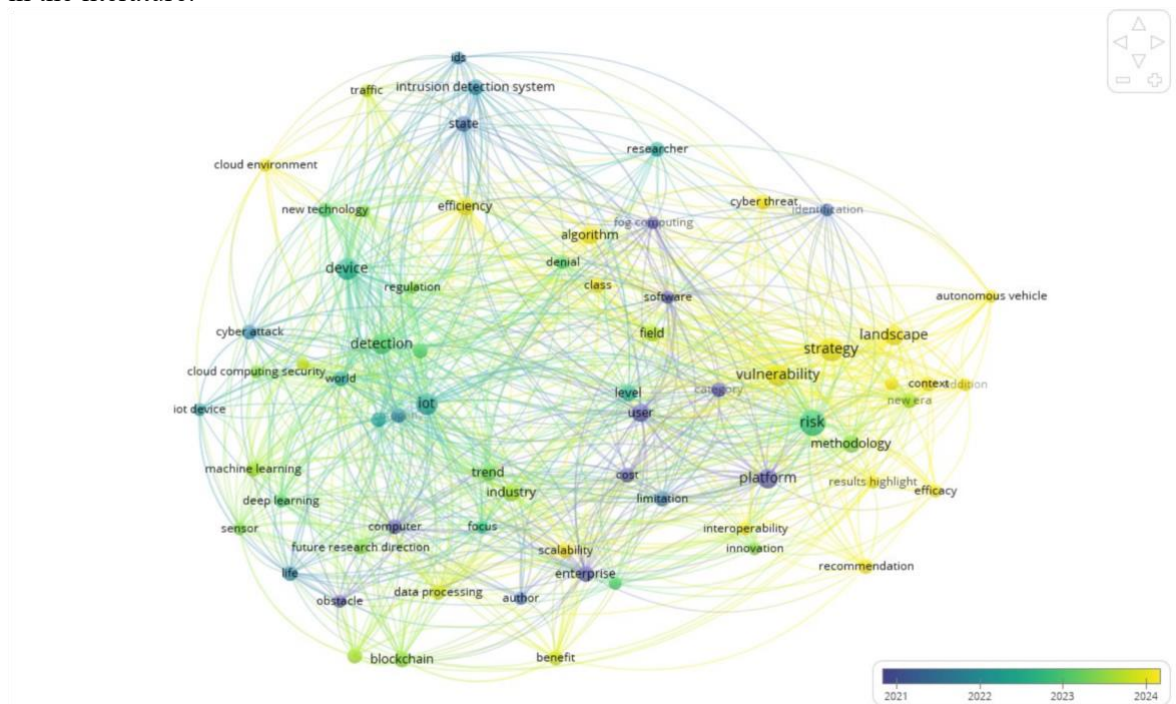 in the literature.
ids
traffic
intrusion detection system
state
researcher
cloud environment
cyber threat
identification
new technology
efficiency
fog computing
algorithm
denial
device
class
regulation
software
autonomous vehicle
cyber attack
field
landscape
detection
strategy
cloud computing security
world
vulnerability
context
addition
category
level
new era
iot device
iot
user
risk
methodology
machine learning
trend
cost
platform
results highlight
industry
efficacy
deep learning
limitation
sensor
computer
focus
interoperability
future research direction
scalability
innovation
life
enterprise
recommendation
obstacle
data processing
author
blockchain
benefit
2021
2022
2023
2024